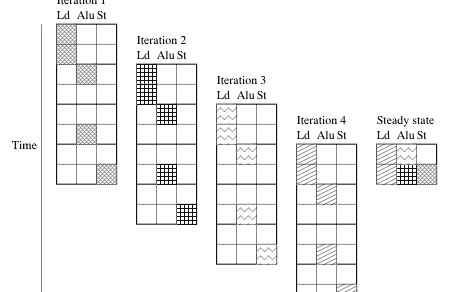 Iteration 1
Ld Alu St
Iteration 2
Ld Alu St
Iteration 3
Ld Alu St
Iteration 4
Ld Alu St
Steady state
Ld Alu St
Time